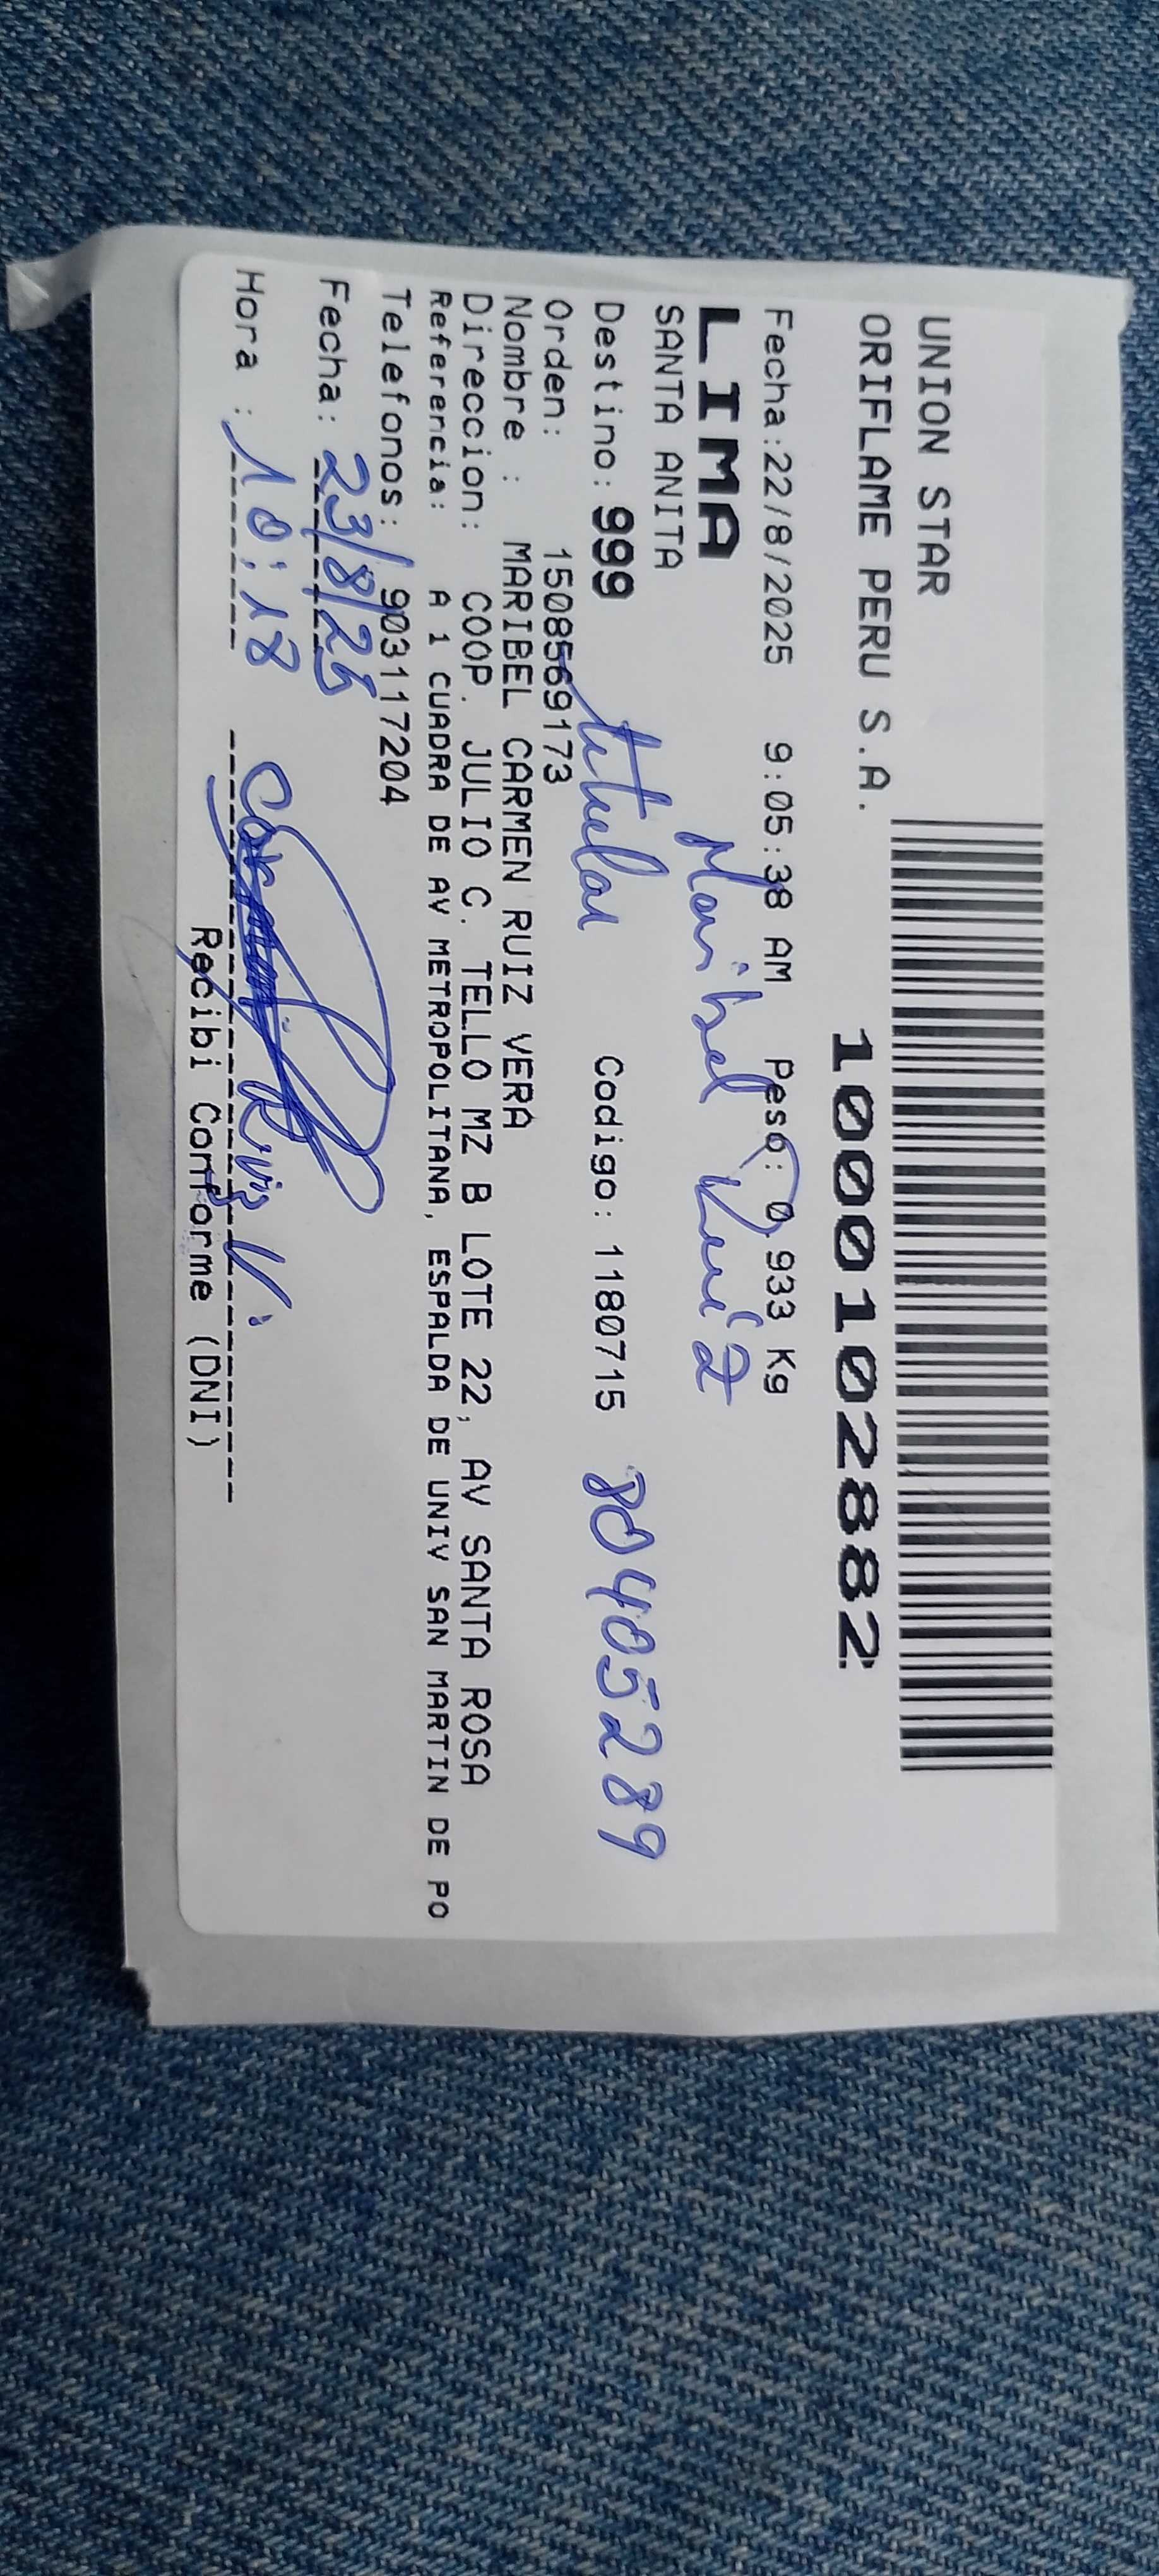 UNION STAR
ORIFLAME PERU S.A.
1000102882
Fecha:22/8/2025 9:05:38 AM Peso: 0.933 Kg
LIMA
Maribel Ruiz
SANTA ANITA
Destino: 999 titular Codigo: 1180715 80405289
Orden: 1508569173
Nombre : MARIBEL CARMEN RUIZ VERA
Direccion: COOP. JULIO C. TELLO MZ B LOTE 22, AV SANTA ROSA
Referencia: A 1 CUADRA DE AV METROPOLITANA, ESPALDA DE UNIV SAN MARTIN DE PO
Telefonos: 903117204
Fecha: 23/8/25
Hora : 10:18 Ruiz V.
Recibi Conforme (DNI)